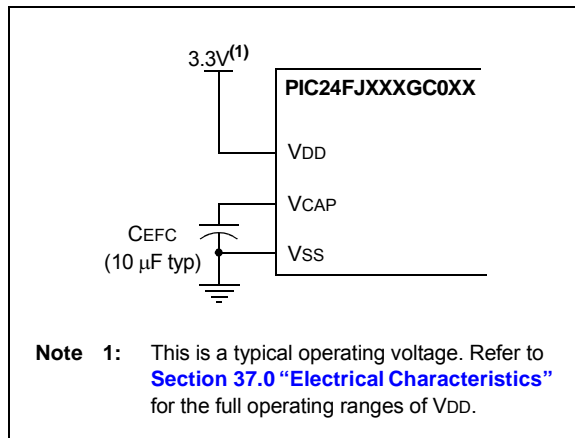 3.3V(1)
PIC24FJXXXGC0XX
VDD
VCAP
CEFC
(10 μF typ)
VSS
Note 1: This is a typical operating voltage. Refer to
Section 37.0 “Electrical Characteristics”
for the full operating ranges of VDD.